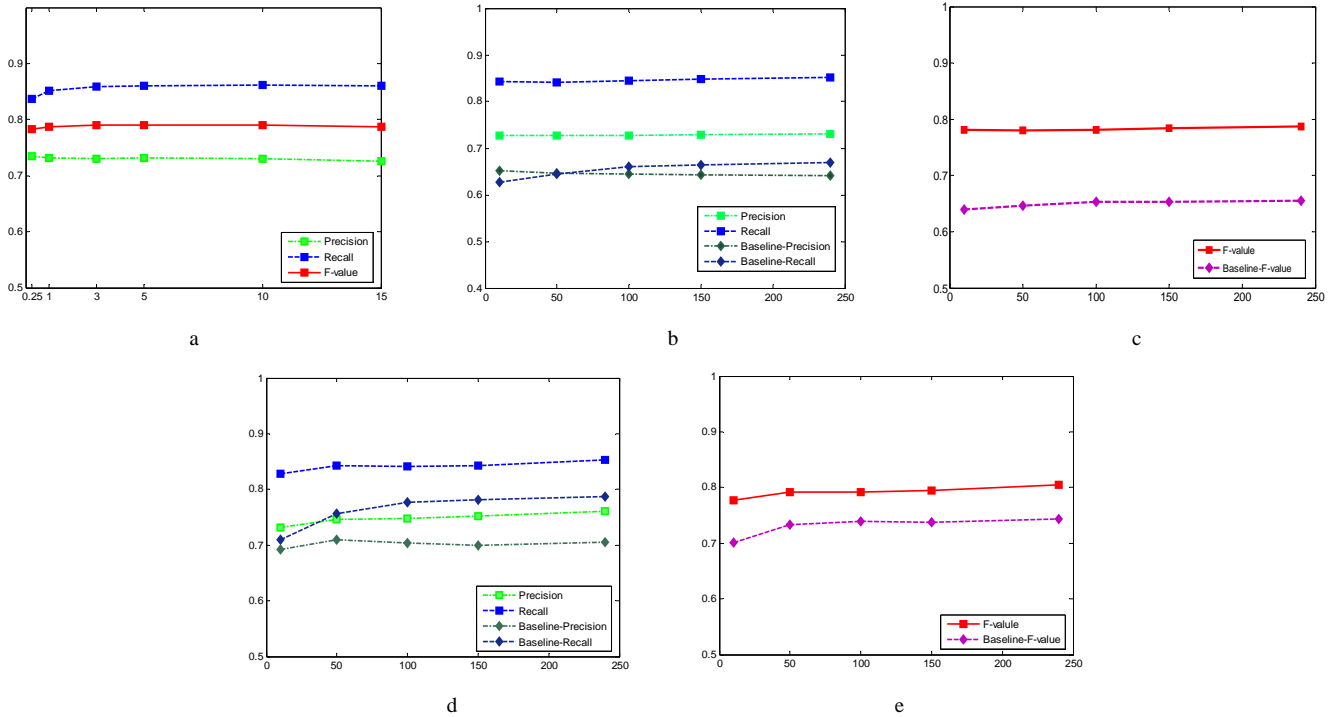 0.9
0.8
0.7
0.6
0.5
0.25 1 3 5 10 15
Precision
Recall
F-value
a
1
0.9
0.8
0.7
0.6
0.5
0.4
0 50 100 150 200 250
Precision
Recall
Baseline-Precision
Baseline-Recall
b
1
0.9
0.8
0.7
0.6
0.5
0 50 100 150 200 250
F-valule
Baseline-F-value
c
1
0.9
0.8
0.7
0.6
0.5
0 50 100 150 200 250
Precision
Recall
Baseline-Precision
Baseline-Recall
d
1
0.9
0.8
0.7
0.6
0.5
0 50 100 150 200 250
F-valule
Baseline-F-value
e